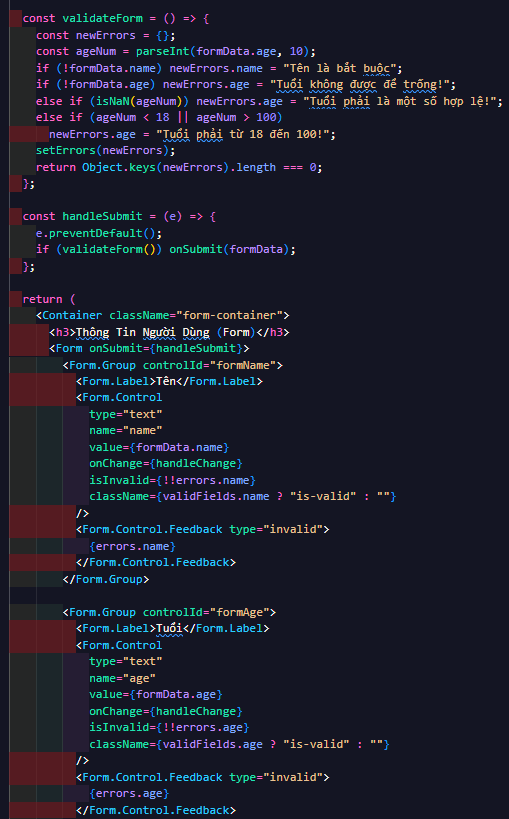 const validateForm = () => {
const newErrors = {};
const ageNum = parseInt(formData.age, 10);
if (!formData.name) newErrors.name = "Tên là bắt buộc";
if (!formData.age) newErrors.age = "Tuổi không được để trống!";
else if (isNaN(ageNum)) newErrors.age = "Tuổi phải là một số hợp lệ!";
else if (ageNum < 18 || ageNum > 100)
newErrors.age = "Tuổi phải từ 18 đến 100!";
setErrors(newErrors);
return Object.keys(newErrors).length === 0;
};
const handleSubmit = (e) => {
e.preventDefault();
if (validateForm()) onSubmit(formData);
};
return (
<Container className="form-container">
<h3>Thông Tin Người Dùng (Form)</h3>
<Form onSubmit={handleSubmit}>
<Form.Group controlId="formName">
<Form.Label>Tên</Form.Label>
<Form.Control
type="text"
name="name"
value={formData.name}
onChange={handleChange}
isInvalid={!!errors.name}
className={validFields.name ? "is-valid" : ""}
/>
<Form.Control.Feedback type="invalid">
{errors.name}
</Form.Control.Feedback>
</Form.Group>
<Form.Group controlId="formAge">
<Form.Label>Tuổi</Form.Label>
<Form.Control
type="text"
name="age"
value={formData.age}
onChange={handleChange}
isInvalid={!!errors.age}
className={validFields.age ? "is-valid" : ""}
/>
<Form.Control.Feedback type="invalid">
{errors.age}
</Form.Control.Feedback>